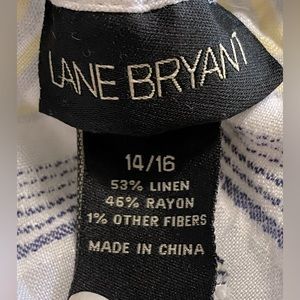 LANE BRYANT
14/16
53% LINEN
46% RAYON
1% OTHER FIBERS
MADE IN CHINA